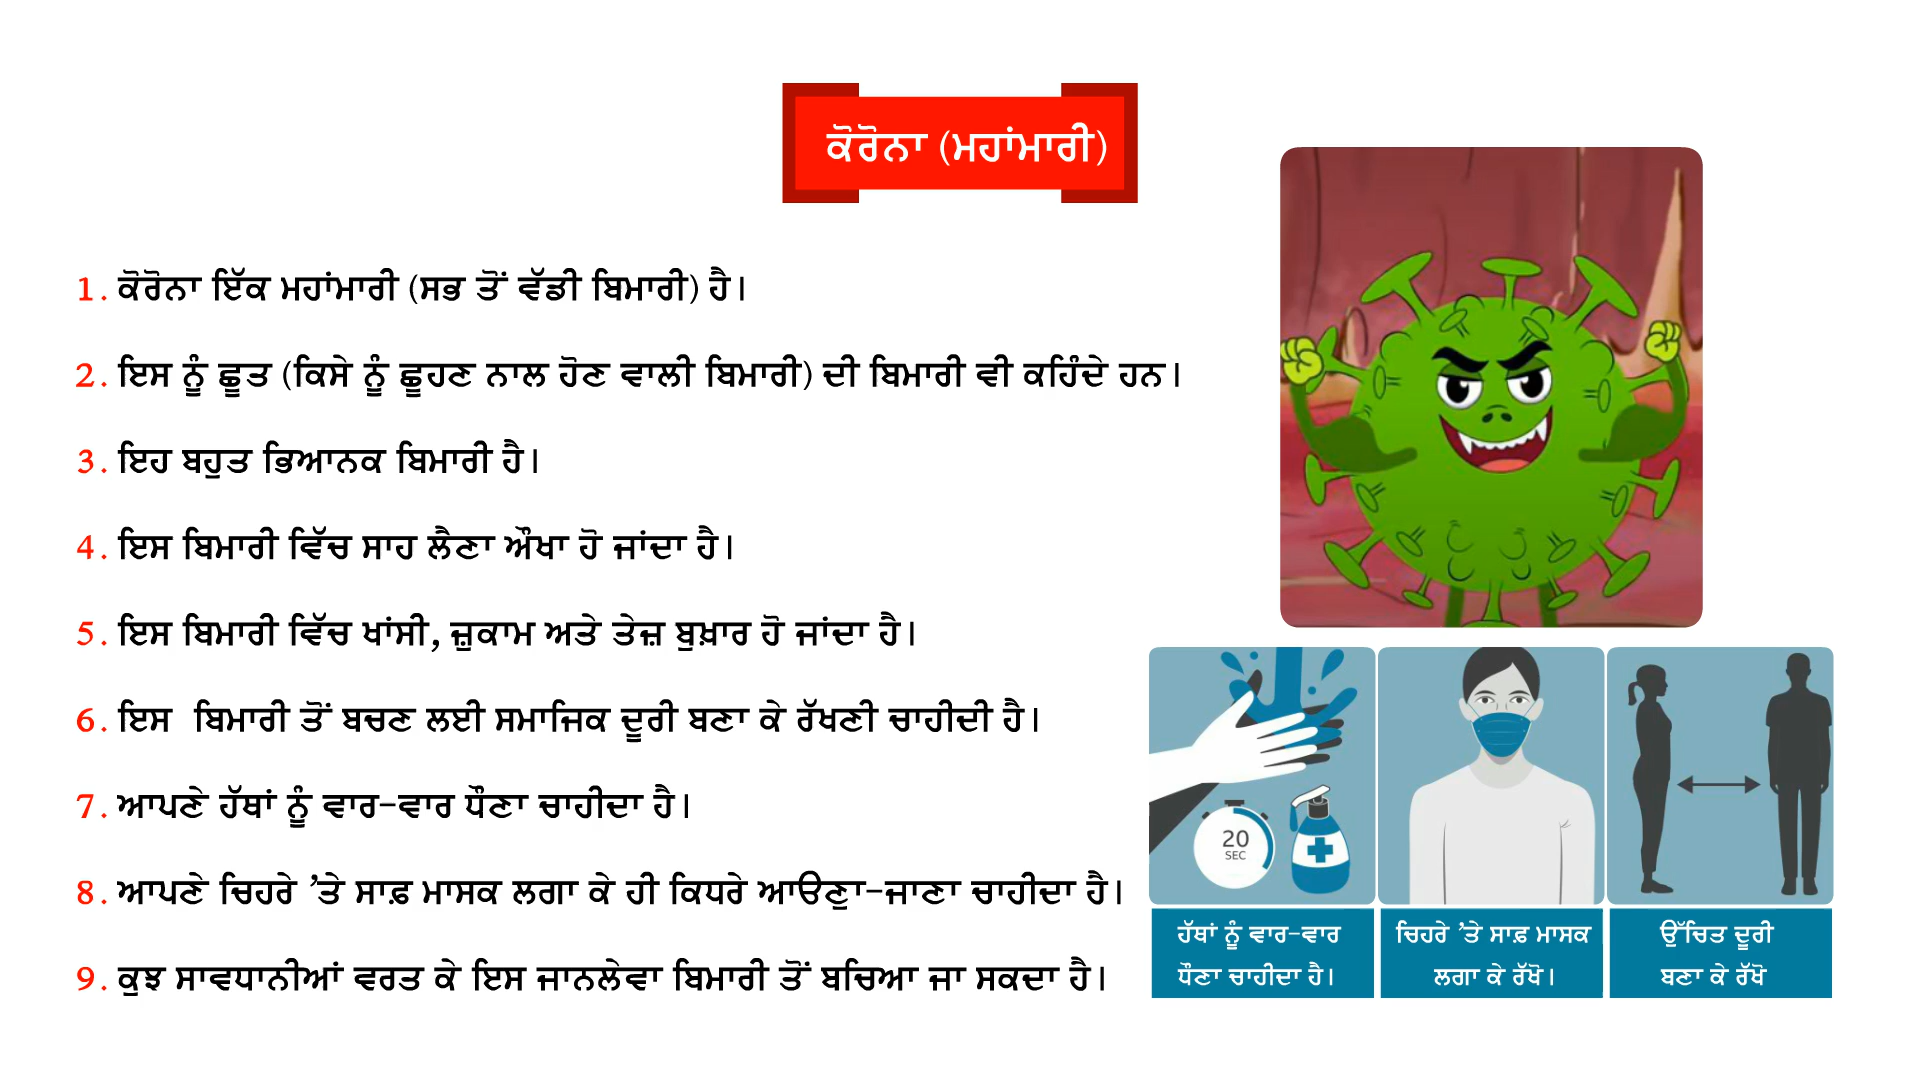 ਕੋਰੋਨਾ (ਮਹਾਂਮਾਰੀ)
1. ਕੋਰੋਨਾ ਇੱਕ ਮਹਾਂਮਾਰੀ (ਸਭ ਤੋਂ ਵੱਡੀ ਬਿਮਾਰੀ) ਹੈ।
2. ਇਸ ਨੂੰ ਛੂਤ (ਕਿਸੇ ਨੂੰ ਛੂਹਣ ਨਾਲ ਹੋਣ ਵਾਲੀ ਬਿਮਾਰੀ) ਦੀ ਬਿਮਾਰੀ ਵੀ ਕਹਿੰਦੇ ਹਨ।
3. ਇਹ ਬਹੁਤ ਭਿਆਨਕ ਬਿਮਾਰੀ ਹੈ।
4. ਇਸ ਬਿਮਾਰੀ ਵਿੱਚ ਸਾਹ ਲੈਣਾ ਔਖਾ ਹੋ ਜਾਂਦਾ ਹੈ।
5. ਇਸ ਬਿਮਾਰੀ ਵਿੱਚ ਖਾਂਸੀ, ਜ਼ੁਕਾਮ ਅਤੇ ਤੇਜ਼ ਬੁਖ਼ਾਰ ਹੋ ਜਾਂਦਾ ਹੈ।
6. ਇਸ  ਬਿਮਾਰੀ ਤੋਂ ਬਚਣ ਲਈ ਸਮਾਜਿਕ ਦੂਰੀ ਬਣਾ ਕੇ ਰੱਖਣੀ ਚਾਹੀਦੀ ਹੈ।
7. ਆਪਣੇ ਹੱਥਾਂ ਨੂੰ ਵਾਰ-ਵਾਰ ਧੌਣਾ ਚਾਹੀਦਾ ਹੈ।
8. ਆਪਣੇ ਚਿਹਰੇ ’ਤੇ ਸਾਫ਼ ਮਾਸਕ ਲਗਾ ਕੇ ਹੀ ਕਿਧਰੇ ਆਓਣੁਾ-ਜਾਣਾ ਚਾਹੀਦਾ ਹੈ।
9. ਕੁਝ ਸਾਵਧਾਨੀਆਂ ਵਰਤ ਕੇ ਇਸ ਜਾਨਲੇਵਾ ਬਿਮਾਰੀ ਤੋਂ ਬਚਿਆ ਜਾ ਸਕਦਾ ਹੈ।
20
SEC
ਹੱਥਾਂ ਨੂੰ ਵਾਰ-ਵਾਰ
ਧੌਣਾ ਚਾਹੀਦਾ ਹੈ।
ਚਿਹਰੇ ’ਤੇ ਸਾਫ਼ ਮਾਸਕ
ਲਗਾ ਕੇ ਰੱਖੋ।
ਉੱਚਿਤ ਦੂਰੀ
ਬਣਾ ਕੇ ਰੱਖੋ